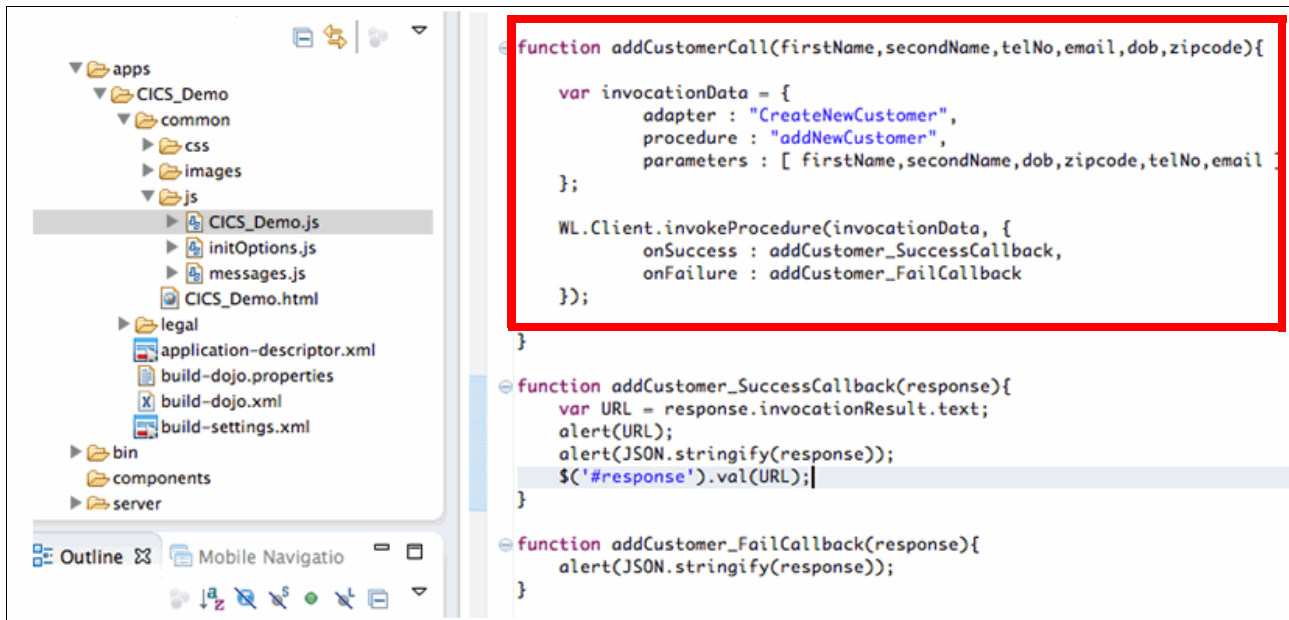 apps
CICS_Demo
common
css
images
js
CICS_Demo.js
initOptions.js
messages.js
CICS_Demo.html
legal
application-descriptor.xml
build-dojo.properties
build-dojo.xml
build-settings.xml
bin
components
server
Outline
Mobile Navigatio
function addCustomerCall(firstName,secondName,telNo,email,dob,zipcode){
var invocationData = {
adapter : "CreateNewCustomer",
procedure : "addNewCustomer",
parameters : [ firstName,secondName,dob,zipcode,telNo,email ]
};
WL.Client.invokeProcedure(invocationData, {
onSuccess : addCustomer_SuccessCallback,
onFailure : addCustomer_FailCallback
});
}
function addCustomer_SuccessCallback(response){
var URL = response.invocationResult.text;
alert(URL);
alert(JSON.stringify(response));
$('#response').val(URL);
}
function addCustomer_FailCallback(response){
alert(JSON.stringify(response));
}